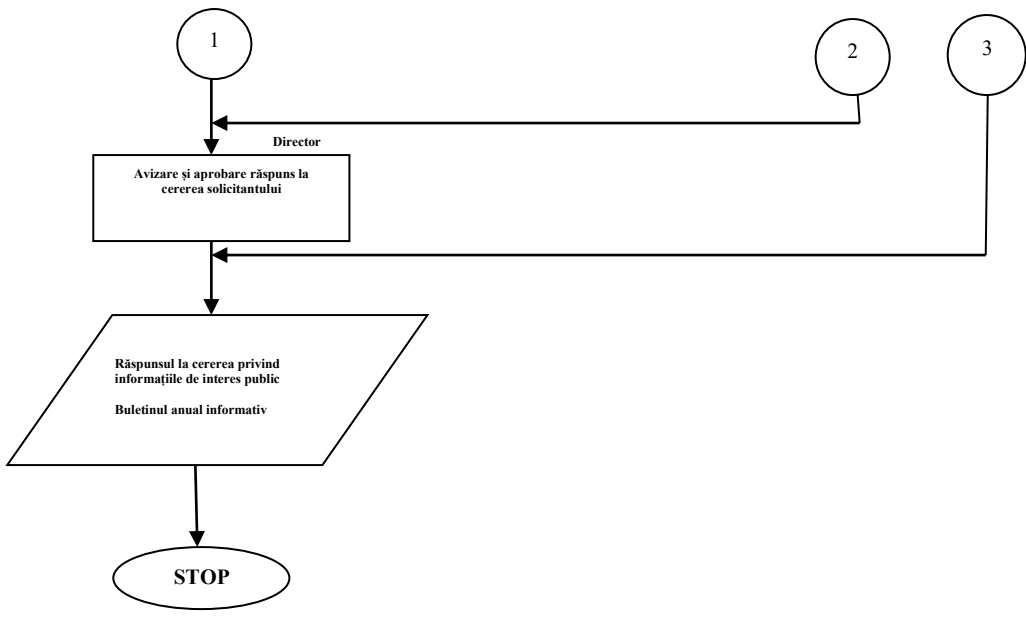 1
2
3
Director
Avizare și aprobare răspuns la
cererea solicitantului
Răspunsul la cererea privind
informațiile de interes public
Buletinul anual informativ
STOP